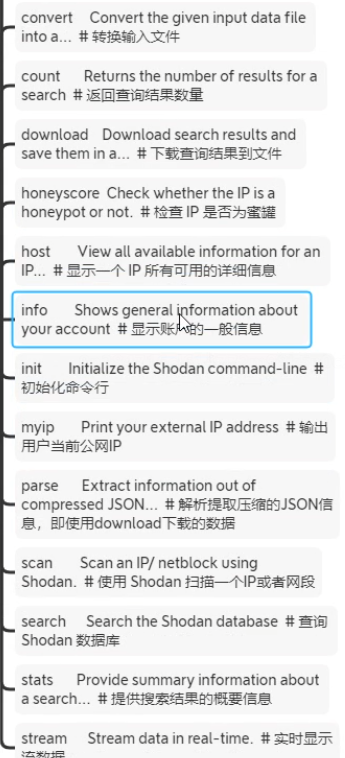 convert Convert the given input data file
into a... # 转换输入文件
count Returns the number of results for a
search # 返回查询结果数量
download Download search results and
save them in a... # 下载查询结果到文件
honeyscore Check whether the IP is a
honeypot or not. # 检查 IP 是否为蜜罐
host View all available information for an
IP... # 显示一个 IP 所有可用的详细信息
info Shows general information about
your account # 显示账户的一般信息
init Initialize the Shodan command-line #
初始化命令行
myip Print your external IP address # 输出
用户当前公网IP
parse Extract information out of
compressed JSON... # 解析提取压缩的JSON信
息，即使用download下载的数据
scan Scan an IP/ netblock using
Shodan. # 使用 Shodan 扫描一个IP或者网段
search Search the Shodan database # 查询
Shodan 数据库
stats Provide summary information about
a search... # 提供搜索结果的概要信息
stream Stream data in real-time. # 实时显示
流数据